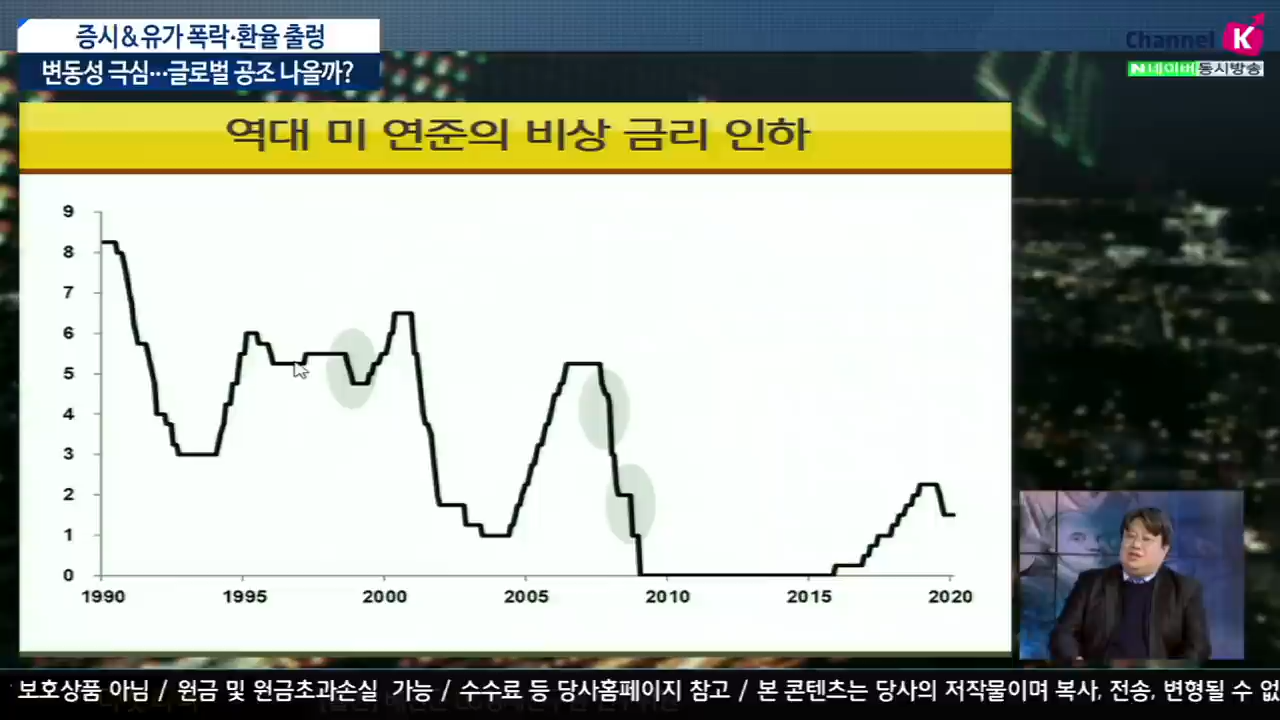 증시 & 유가 폭락·환율 출렁
변동성 극심…글로벌 공조 나올까?
Channel K
N 네이버 동시방송
역대 미 연준의 비상 금리 인하
9
8
7
6
5
4
3
2
1
0
1990 1995 2000 2005 2010 2015 2020
보호상품 아님 / 원금 및 원금초과손실 가능 / 수수료 등 당사홈페이지 참고 / 본 콘텐츠는 당사의 저작물이며 복사, 전송, 변형될 수 없